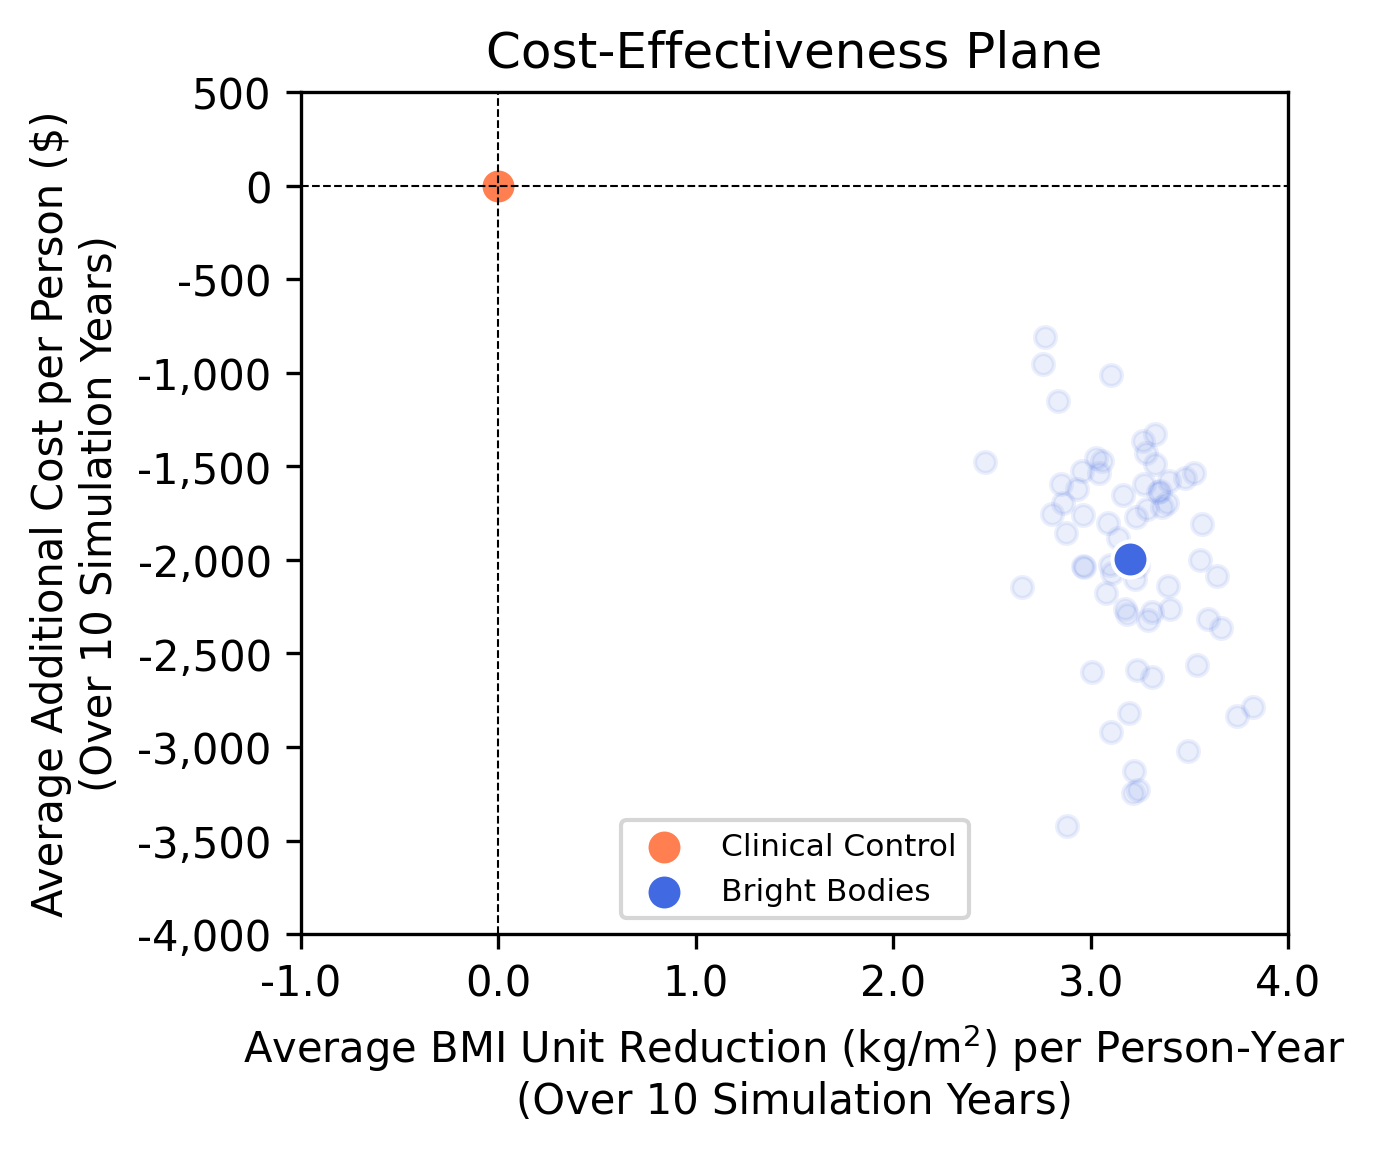 Cost-Effectiveness Plane
Average Additional Cost per Person ($)
(Over 10 Simulation Years)
500
0
-500
-1,000
-1,500
-2,000
-2,500
-3,000
-3,500
-4,000
Clinical Control
Bright Bodies
-1.0 0.0 1.0 2.0 3.0 4.0
Average BMI Unit Reduction (kg/m²) per Person-Year
(Over 10 Simulation Years)